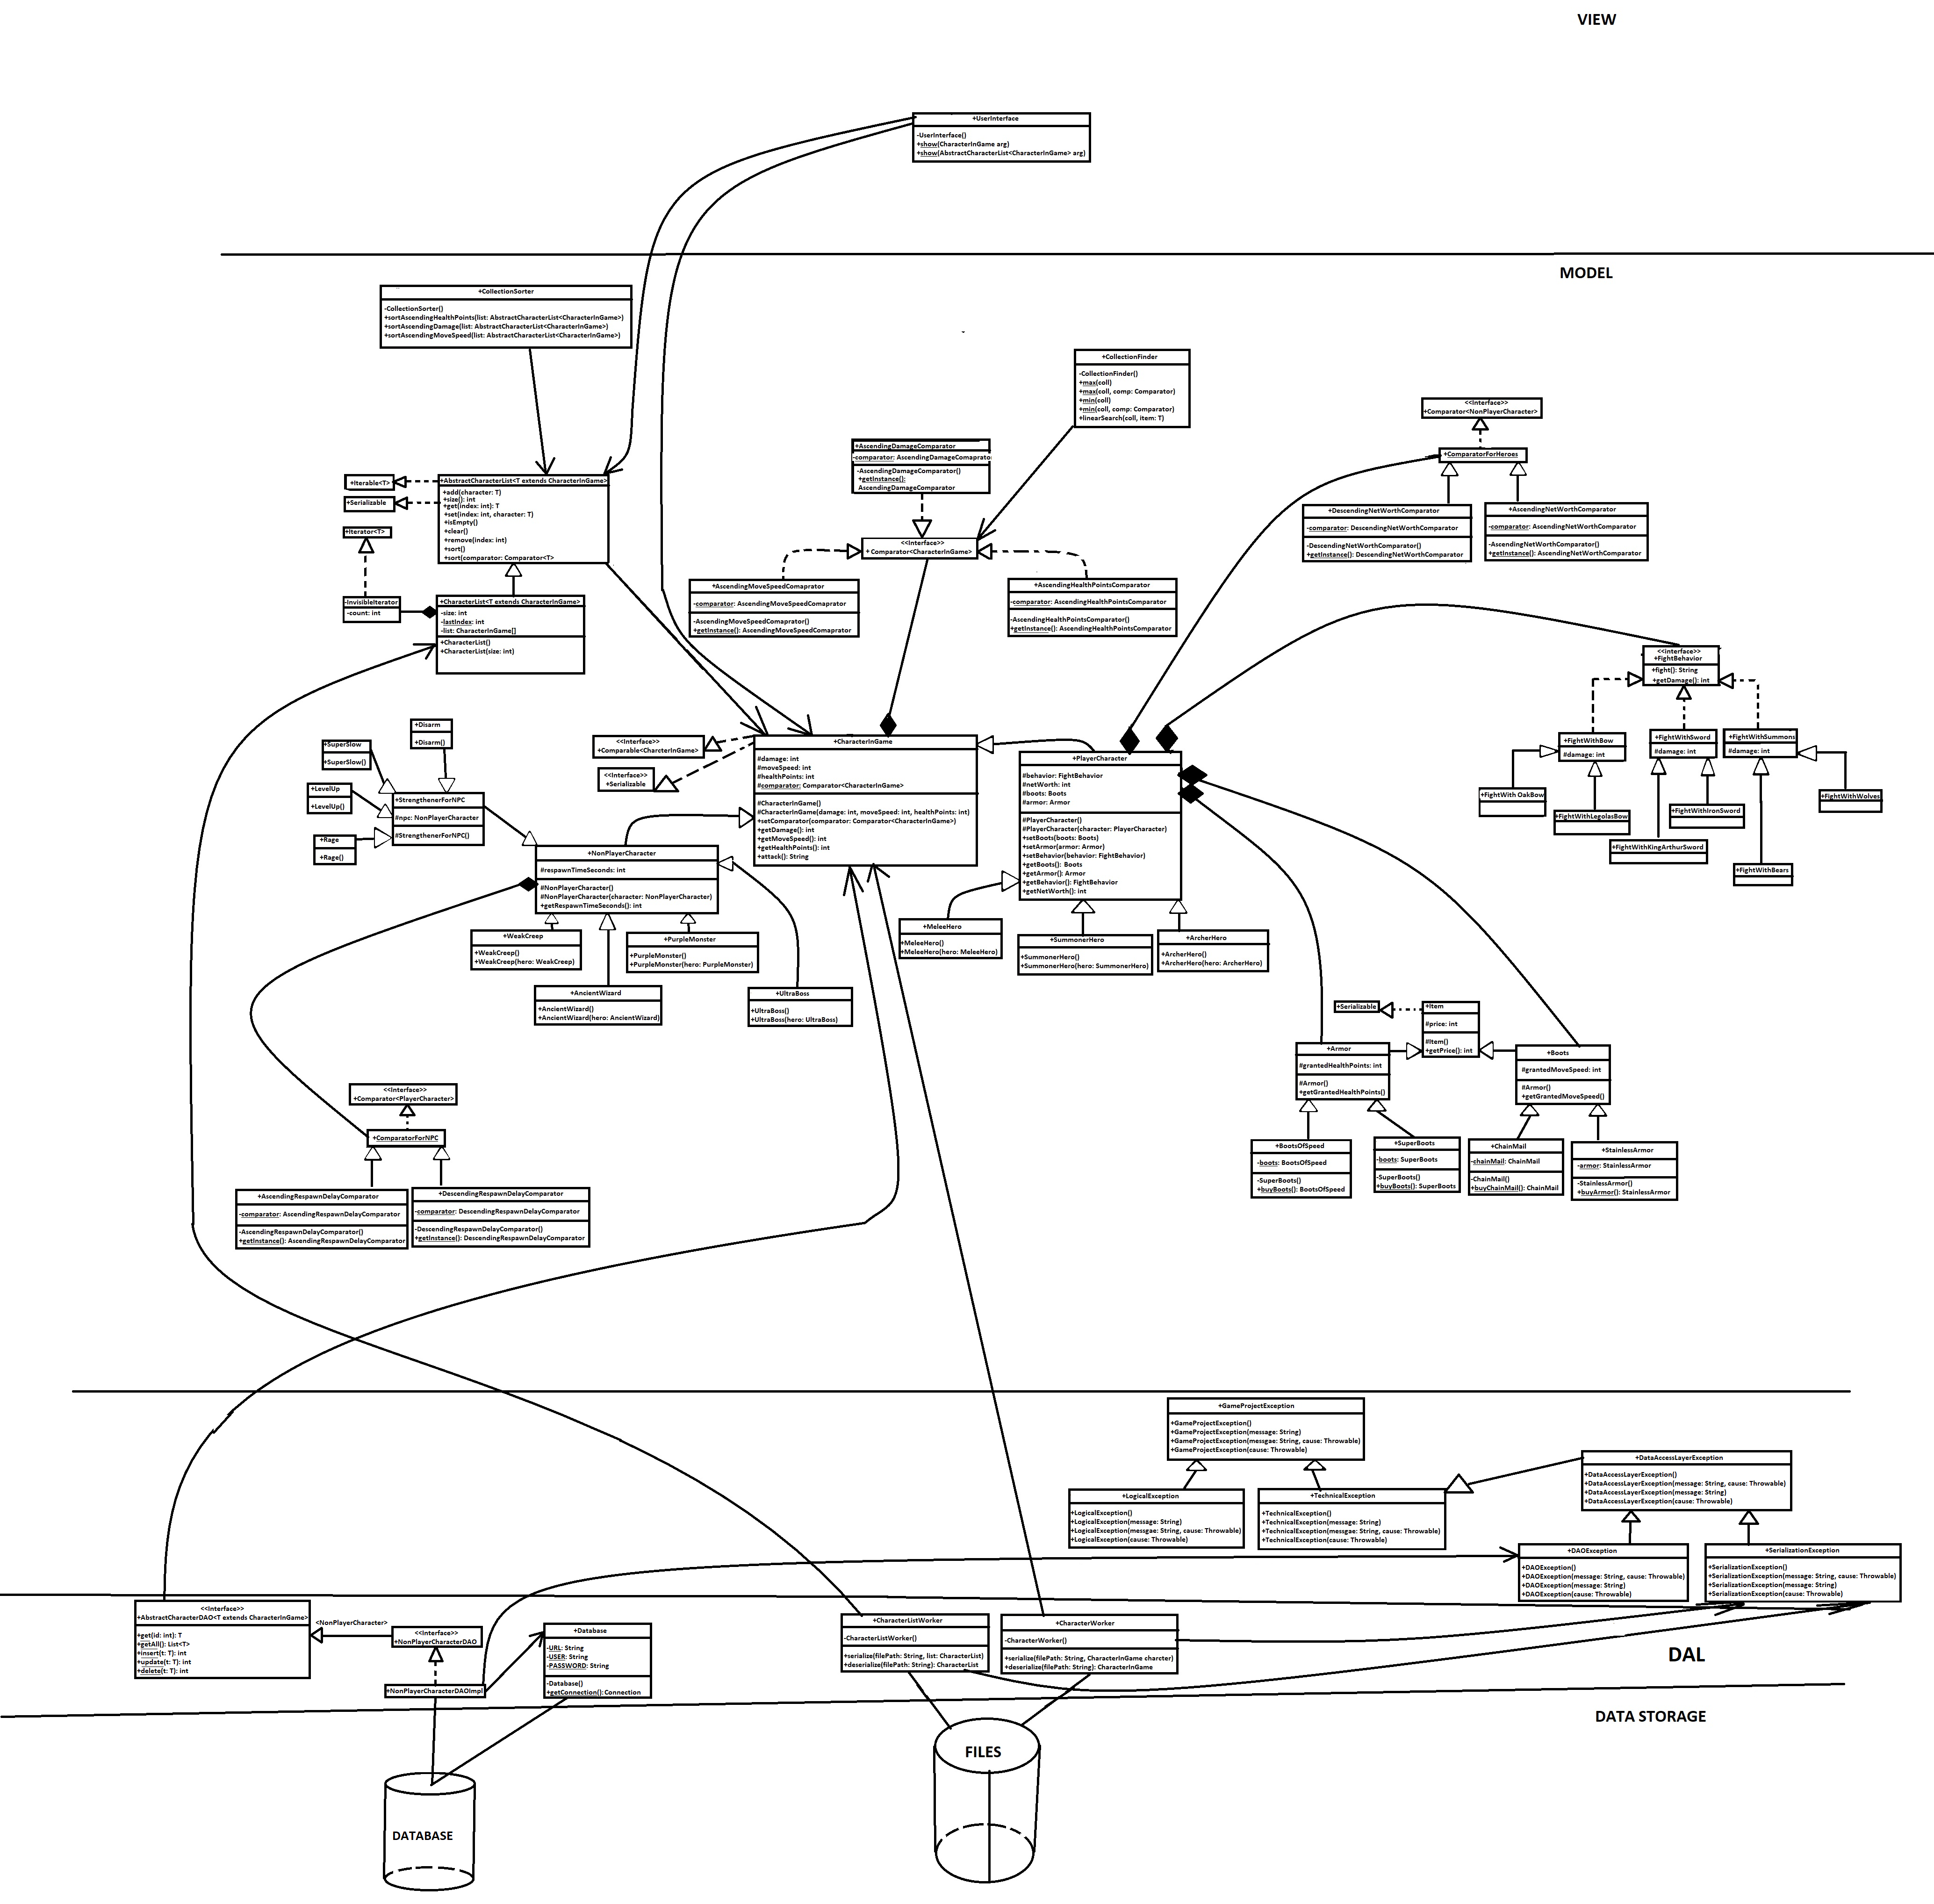 VIEW
+UserInterface
-UserInterface()
+show(CharacterInGame arg)
+show(AbstractCharacterList<CharacterInGame> arg)
MODEL
+CollectionSorter
-CollectionSorter()
+sortAscendingHealthPoints(list: AbstractCharacterList<CharacterInGame>)
+sortAscendingDamage(list: AbstractCharacterList<CharacterInGame>)
+sortAscendingMoveSpeed(list: AbstractCharacterList<CharacterInGame>)
+CollectionFinder
-CollectionFinder()
+max(coll)
+max(coll, comp: Comparator)
+min(coll)
+min(coll, comp: Comparator)
+linearSearch(coll, item: T)
<<Interface>>
+Comparator<NonPlayerCharacter>
+ComparatorForHeroes
+DescendingNetWorthComparator
-comparator: DescendingNetWorthComparator
-DescendingNetWorthComparator()
+getInstance(): DescendingNetWorthComparator
+AscendingNetWorthComparator
-comparator: AscendingNetWorthComparator
-AscendingNetWorthComparator()
+getInstance(): AscendingNetWorthComparator
+AscendingDamageComparator
-comparator: AscendingDamageComaprator
-AscendingDamageComparator()
+getInstance():
AscendingDamageComparator
<<Interface>>
+ Comparator<CharacterInGame>
+AscendingMoveSpeedComaprator
-comparator: AscendingMoveSpeedComaprator
-AscendingMoveSpeedComaprator()
+getInstance(): AscendingMoveSpeedComaprator
+AscendingHealthPointsComparator
-comparator: AscendingHealthPointsComparator
-AscendingHealthPointsComparator()
+getInstance(): AscendingHealthPointsComparator
+Iterable<T>
+Serializable
+Iterator<T>
+AbstractCharacterList<T extends CharacterInGame>
+add(character: T)
+size(): int
+get(index: int): T
+set(index: int, character: T)
+isEmpty()
+clear()
+remove(index: int)
+sort()
+sort(comparator: Comparator<T>
-InvisibleIterator
-count: int
+CharacterList<T extends CharacterInGame>
-size: int
-lastIndex: int
-list: CharacterInGame[]
+CharacterList()
+CharacterList(size: int)
<<Interface>>
+FightBehavior
+fight(): String
+getDamage(): int
+FightWithBow
#damage: int
+FightWithSword
#damage: int
+FightWithSummons
#damage: int
+FightWith OakBow
+FightWithLegolasBow
+FightWithIronSword
+FightWithWolves
+FightWithKingArthurSword
+FightWithBears
+Disarm
+Disarm()
+SuperSlow
+SuperSlow()
+LevelUp
+LevelUp()
+Rage
+Rage()
+StrengthenerForNPC
#npc: NonPlayerCharacter
#StrengthenerForNPC()
<<Interface>>
+Comparable<CharcterInGame>
<<Interface>>
+Serializable
+CharacterInGame
#damage: int
#moveSpeed: int
#healthPoints: int
#comparator: Comparator<CharacterInGame>
#CharacterInGame()
#CharacterInGame(damage: int, moveSpeed: int, healthPoints: int)
+setComparator(comparator: Comparator<CharacterInGame>
+getDamage(): int
+getMoveSpeed(): int
+getHealthPoints(): int
+attack(): String
+PlayerCharacter
#behavior: FightBehavior
#netWorth: int
#boots: Boots
#armor: Armor
#PlayerCharacter()
#PlayerCharacter(character: PlayerCharacter)
+setBoots(boots: Boots)
+setArmor(armor: Armor)
+setBehavior(behavior: FightBehavior)
+getBoots(): Boots
+getArmor(): Armor
+getBehavior(): FightBehavior
+getNetWorth(): int
+NonPlayerCharacter
#respawnTimeSeconds: int
#NonPlayerCharacter()
#NonPlayerCharacter(character: NonPlayerCharacter)
+getRespawnTimeSeconds(): int
+WeakCreep
+WeakCreep()
+WeakCreep(hero: WeakCreep)
+PurpleMonster
+PurpleMonster()
+PurpleMonster(hero: PurpleMonster)
+AncientWizard
+AncientWizard()
+AncientWizard(hero: AncientWizard)
+UltraBoss
+UltraBoss()
+UltraBoss(hero: UltraBoss)
+MeleeHero
+MeleeHero()
+MeleeHero(hero: MeleeHero)
+SummonerHero
+SummonerHero()
+SummonerHero(hero: SummonerHero)
+ArcherHero
+ArcherHero()
+ArcherHero(hero: ArcherHero)
+Serializable
+Item
#price: int
#Item()
+getPrice(): int
+Armor
#grantedHealthPoints: int
#Armor()
+getGrantedHealthPoints()
+Boots
#grantedMoveSpeed: int
#Armor()
+getGrantedMoveSpeed()
+BootsOfSpeed
-boots: BootsOfSpeed
-SuperBoots()
+buyBoots(): BootsOfSpeed
+SuperBoots
-boots: SuperBoots
-SuperBoots()
+buyBoots(): SuperBoots
+ChainMail
-chainMail: ChainMail
-ChainMail()
+buyChainMail(): ChainMail
+StainlessArmor
-armor: StainlessArmor
-StainlessArmor()
+buyArmor(): StainlessArmor
<<Interface>>
+Comparator<PlayerCharacter>
+ComparatorForNPC
+AscendingRespawnDelayComparator
-comparator: AscendingRespawnDelayComparator
-AscendingRespawnDelayComparator()
+getInstance(): AscendingRespawnDelayComparator
+DescendingRespawnDelayComparator
-comparator: DescendingRespawnDelayComparator
-DescendingRespawnDelayComparator()
+getInstance(): DescendingRespawnDelayComparator
+GameProjectException
+GameProjectException()
+GameProjectException(message: String)
+GameProjectException(messgae: String, cause: Throwable)
+GameProjectException(cause: Throwable)
+LogicalException
+LogicalException()
+LogicalException(message: String)
+LogicalException(messgae: String, cause: Throwable)
+LogicalException(cause: Throwable)
+TechnicalException
+TechnicalException()
+TechnicalException(message: String)
+TechnicalException(messgae: String, cause: Throwable)
+TechnicalException(cause: Throwable)
+DataAccessLayerException
+DataAccessLayerException()
+DataAccessLayerException(message: String, cause: Throwable)
+DataAccessLayerException(message: String)
+DataAccessLayerException(cause: Throwable)
+DAOException
+DAOException()
+DAOException(message: String, cause: Throwable)
+DAOException(message: String)
+DAOException(cause: Throwable)
+SerializationException
+SerializationException()
+SerializationException(message: String, cause: Throwable)
+SerializationException(message: String)
+SerializationException(cause: Throwable)
<<Interface>>
+AbstractCharacterDAO<T extends CharacterInGame>
+get(id: int): T
+getAll(): List<T>
+insert(t: T): int
+update(t: T): int
+delete(t: T): int
<NonPlayerCharacter>
<<Interface>>
+NonPlayerCharacterDAO
+NonPlayerCharacterDAOImpl
+Database
-URL: String
-USER: String
-PASSWORD: String
-Database()
+getConnection(): Connection
+CharacterListWorker
-CharacterListWorker()
+serialize(filePath: String, list: CharacterList)
+deserialize(filePath: String): CharacterList
+CharacterWorker
-CharacterWorker()
+serialize(filePath: String, CharacterInGame charcter)
+deserialize(filePath: String): CharacterInGame
DAL
DATA STORAGE
FILES
DATABASE